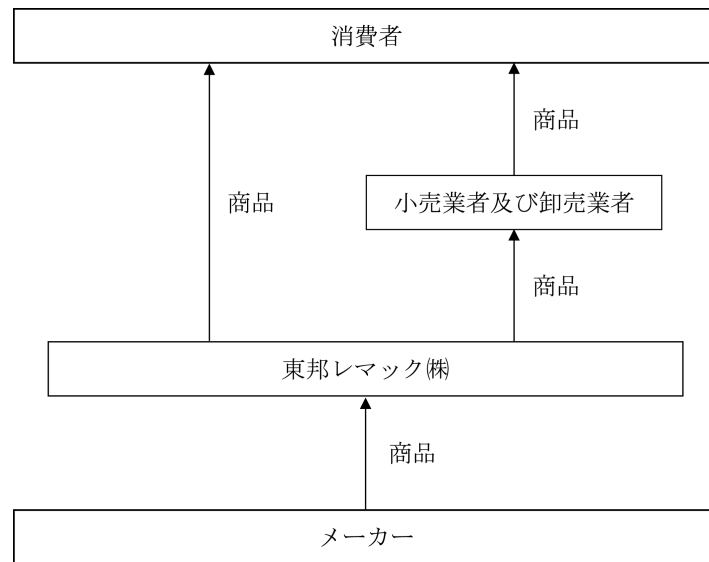 消費者
商品
商品
小売業者及び卸売業者
商品
東邦レマック㈱
商品
メーカー